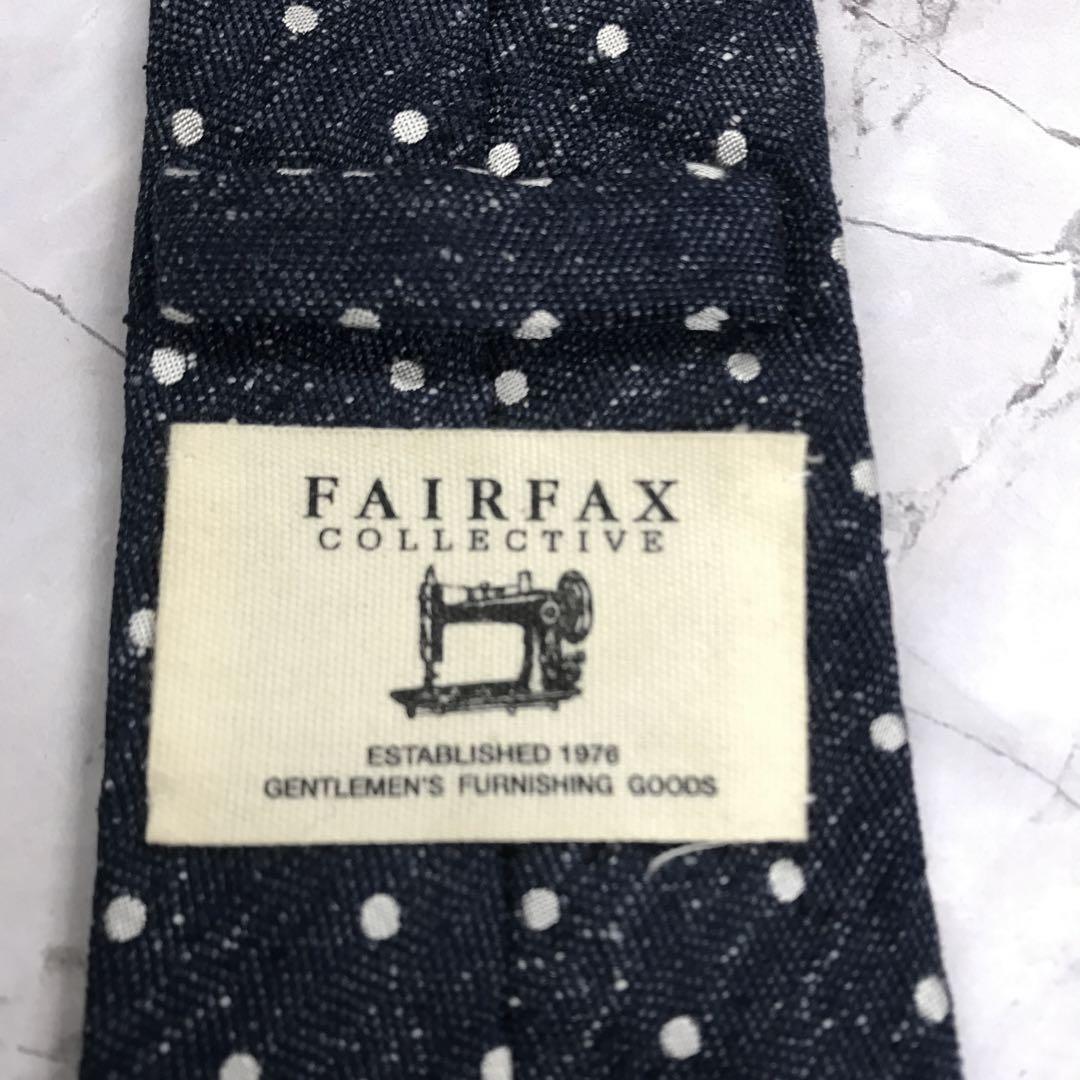 FAIRFAX
COLLECTIVE
ESTABLISHED 1976
GENTLEMEN'S FURNISHING GOODS